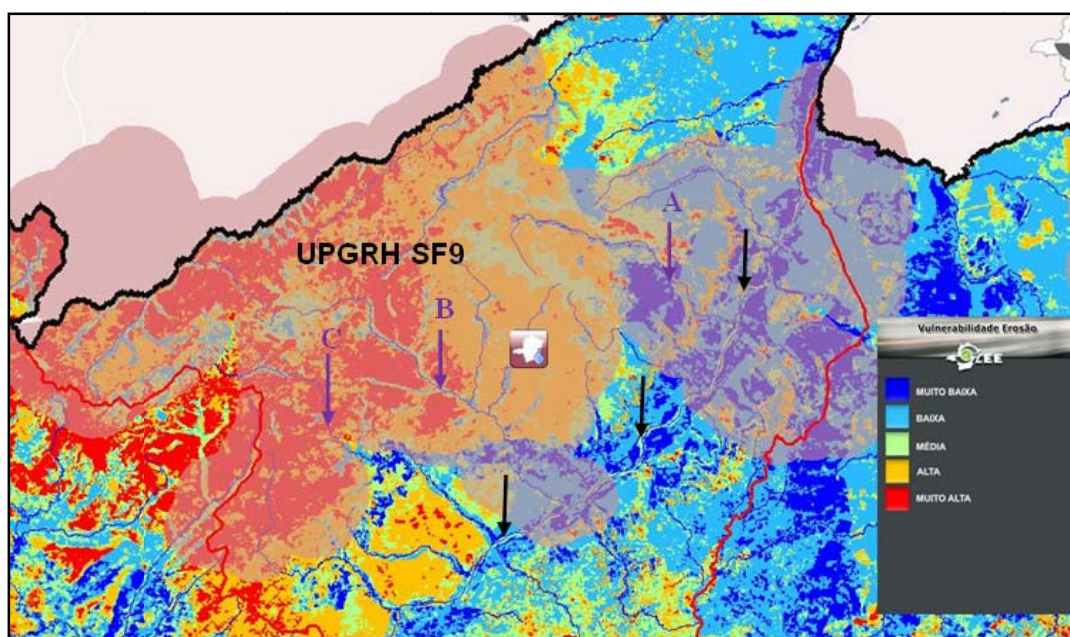 A
UPGRH SF9
B
C
Vulnerabilidade Erosão
ZEE
MUITO BAIXA
BAIXA
MÉDIA
ALTA
MUITO ALTA